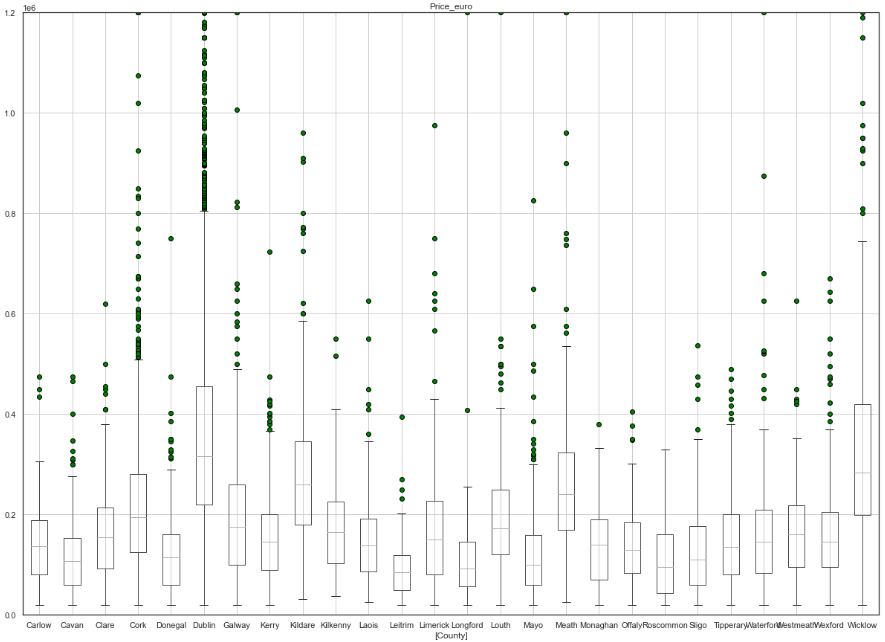 Price_euro
1e6
1.2
1.0
0.8
0.6
0.4
0.2
0.0
Carlow Cavan Clare Cork Donegal Dublin Galway Kerry Kildare Kilkenny Laois Leitrim Limerick Longford Louth Mayo Meath Monaghan Offaly Roscommon Sligo Tipperary Waterford Westmeath Wexford Wicklow
[County]